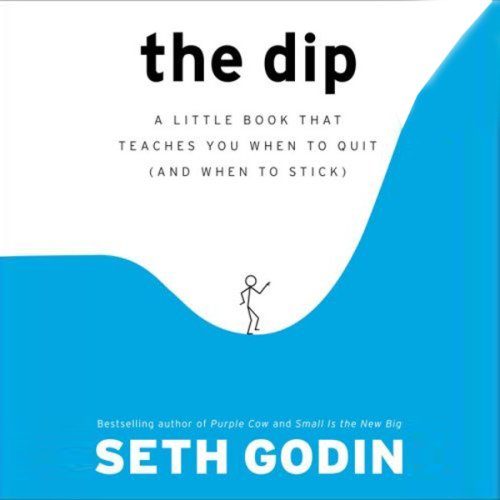 the dip
A LITTLE BOOK THAT
TEACHES YOU WHEN TO QUIT
(AND WHEN TO STICK)
Bestselling author of Purple Cow and Small Is the New Big
SETH GODIN